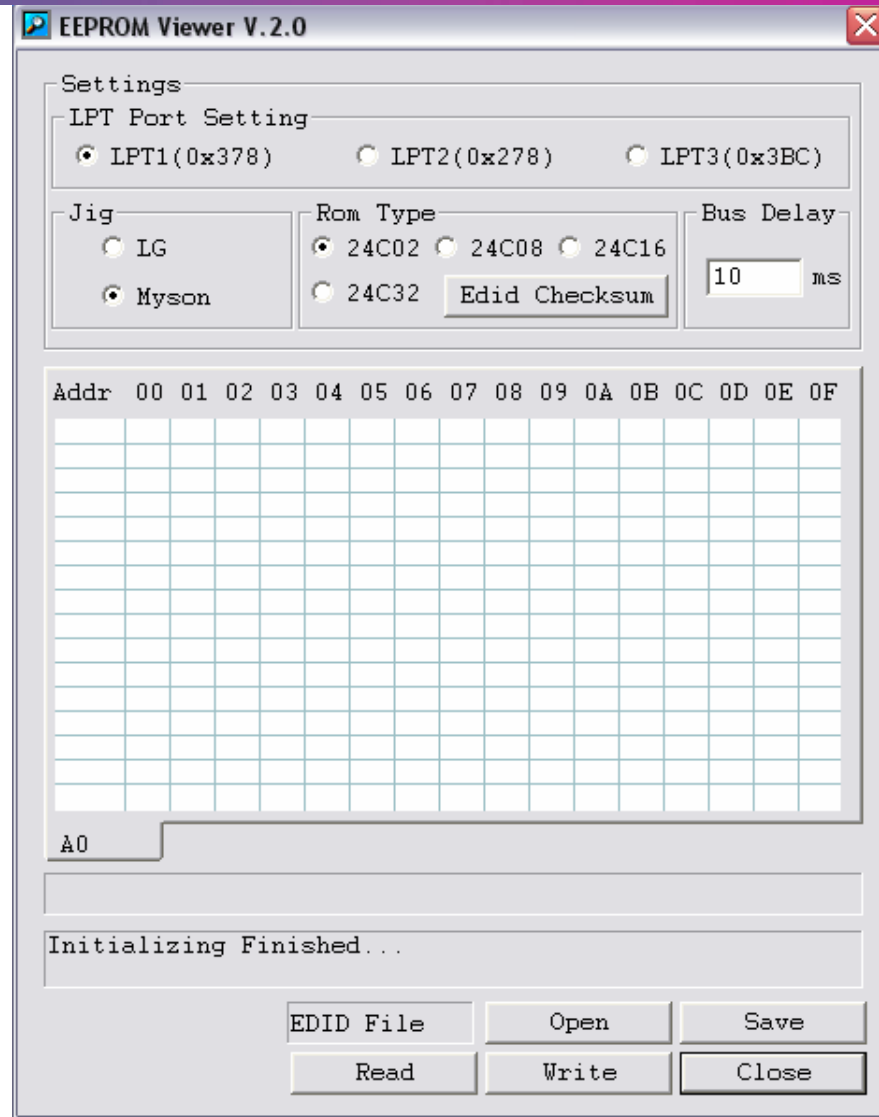 EEPROM Viewer V.2.0
Settings
LPT Port Setting
LPT1(0x378) LPT2(0x278) LPT3(0x3BC)
Jig Rom Type Bus Delay
LG 24C02 24C08 24C16
10 ms
Myson 24C32 Edid Checksum
Addr 00 01 02 03 04 05 06 07 08 09 0A 0B 0C 0D 0E 0F
A0
Initializing Finished...
EDID File Open Save
Read Write Close